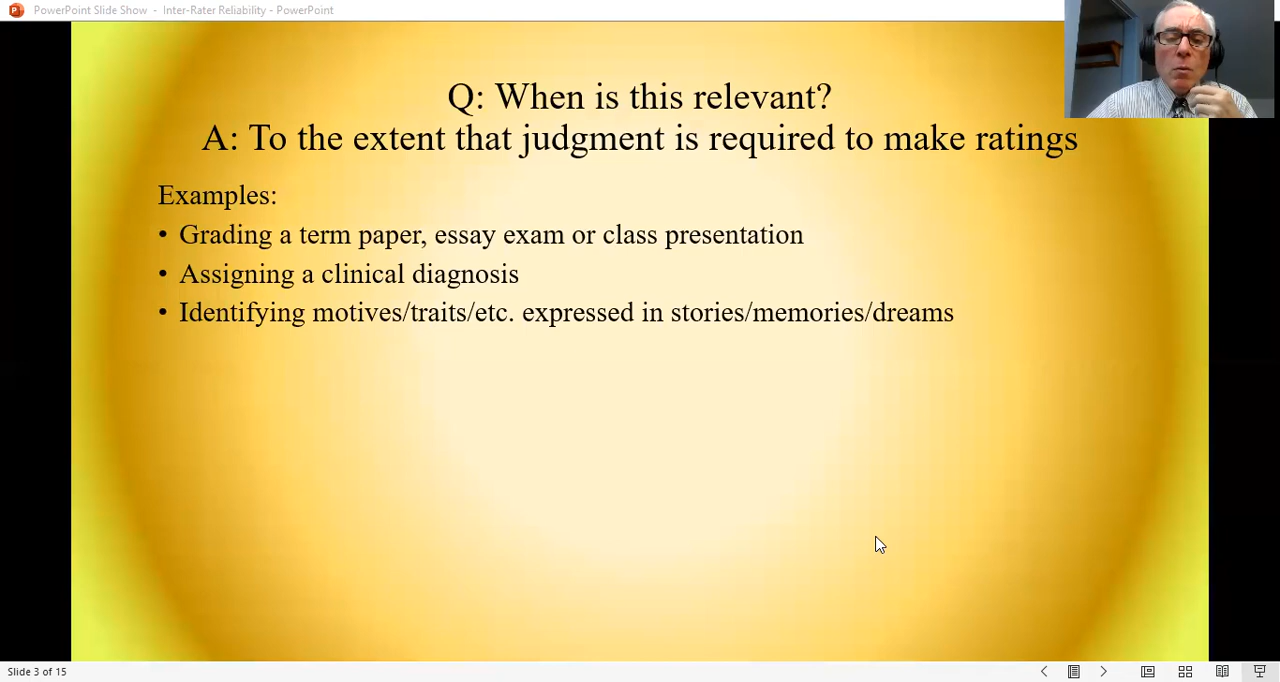 PowerPoint Slide Show - Inter-Rater Reliability - PowerPoint
Q: When is this relevant?
A: To the extent that judgment is required to make ratings
Examples:
• Grading a term paper, essay exam or class presentation
• Assigning a clinical diagnosis
• Identifying motives/traits/etc. expressed in stories/memories/dreams
Slide 3 of 15